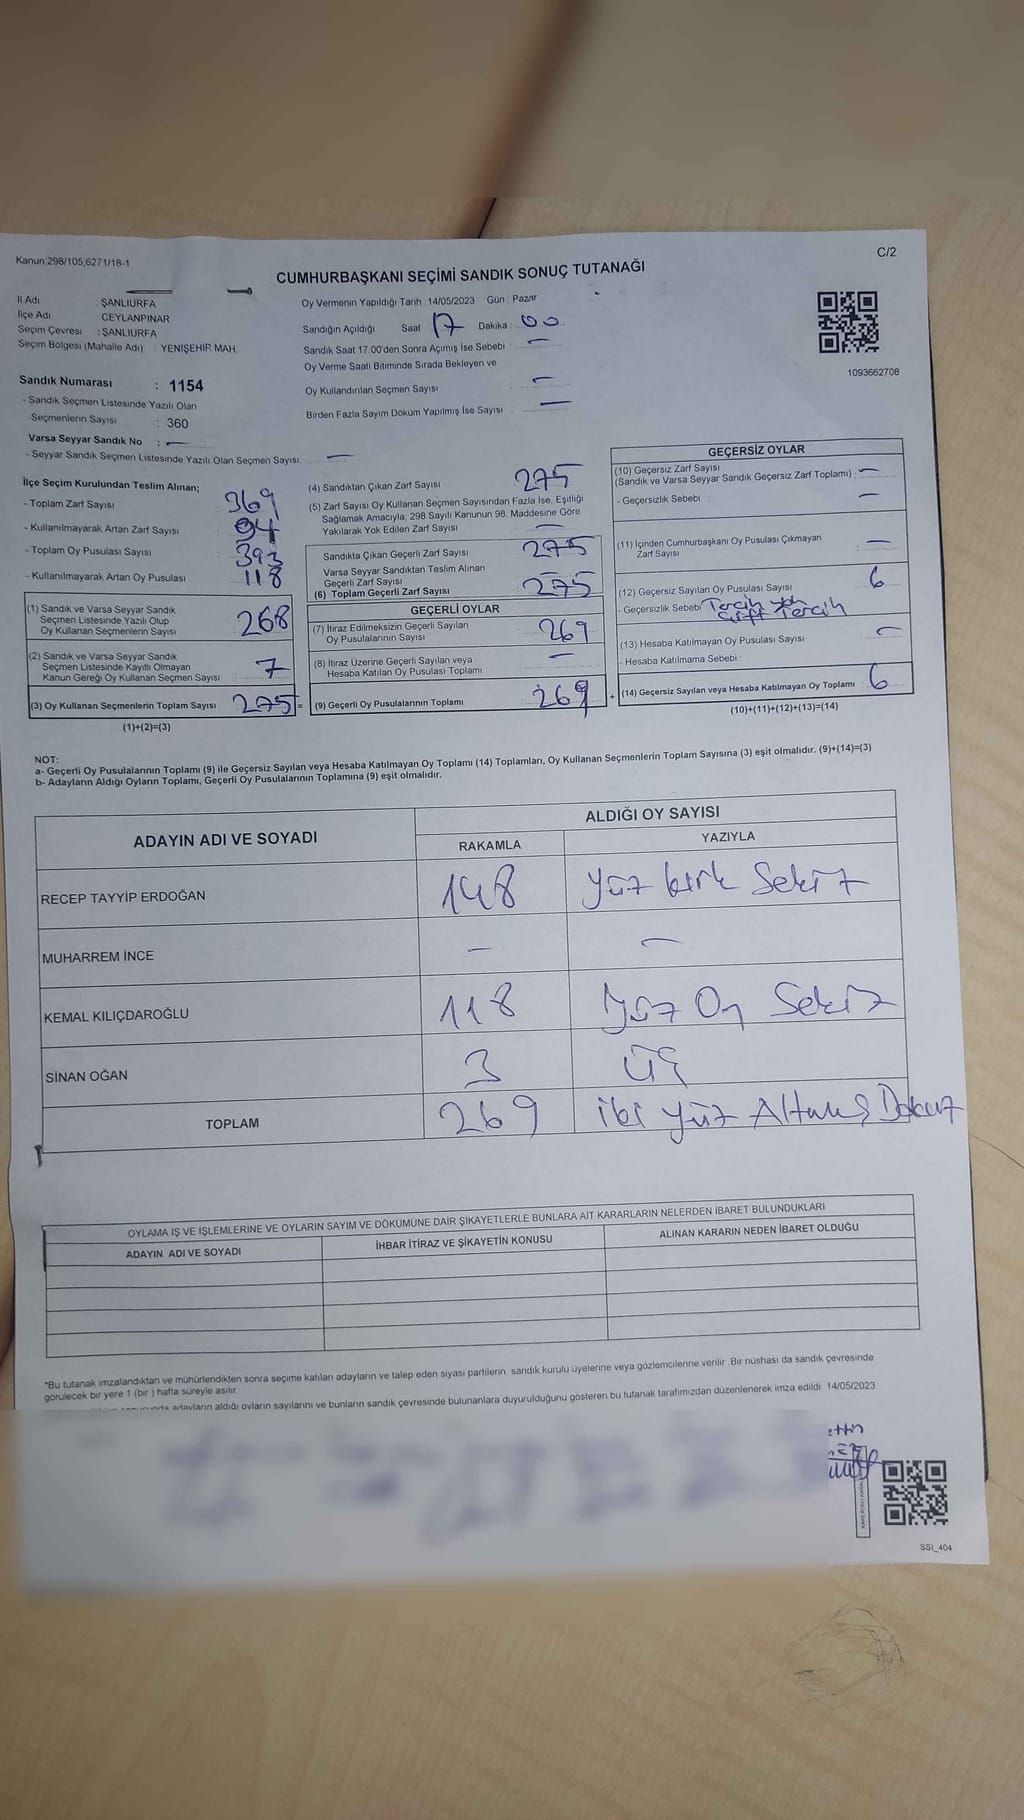 Kanun;298/105;6271/18-1
C/2
CUMHURBAŞKANI SEÇİMİ SANDIK SONUÇ TUTANAĞI
İl Adı : ŞANLIURFA
İlçe Adı CEYLANPINAR
Seçim Çevresi : ŞANLIURFA
Seçim Bölgesi (Mahalle Adı) : YENİŞEHİR MAH.
Sandık Numarası : 1154
- Sandık Seçmen Listesinde Yazılı Olan
Seçmenlerin Sayısı : 360
Varsa Seyyar Sandık No : —
- Seyyar Sandık Seçmen Listesinde Yazılı Olan Seçmen Sayısı : —
Oy Vermenin Yapıldığı Tarih : 14/05/2023 Gün : Pazar
Sandığın Açıldığı Saat 17 Dakika : 00
Sandık Saat 17.00'den Sonra Açımış İse Sebebi : —
Oy Verme Saati Bitiminde Sırada Bekleyen ve
Oy Kullandırılan Seçmen Sayısı : —
Birden Fazla Sayım Döküm Yapılmış İse Sayısı : —
1093662708
İlçe Seçim Kurulundan Teslim Alınan;
- Toplam Zarf Sayısı : 369
- Kullanılmayarak Artan Zarf Sayısı : 94
- Toplam Oy Pusulası Sayısı : 393
- Kullanılmayarak Artan Oy Pusulası : 118
(1) Sandık ve Varsa Seyyar Sandık
Seçmen Listesinde Yazılı Olup
Oy Kullanan Seçmenlerin Sayısı : 268
(2) Sandık ve Varsa Seyyar Sandık
Seçmen Listesinde Kayıtlı Olmayan
Kanun Gereği Oy Kullanan Seçmen Sayısı : 7
(3) Oy Kullanan Seçmenlerin Toplam Sayısı 275 =
(1)+(2)=(3)
(4) Sandıktan Çıkan Zarf Sayısı : 275
(5) Zarf Sayısı Oy Kullanan Seçmen Sayısından Fazla İse, Eşitliği
Sağlamak Amacıyla, 298 Sayılı Kanunun 98. Maddesine Göre
Yakılarak Yok Edilen Zarf Sayısı : —
Sandıkta Çıkan Geçerli Zarf Sayısı : 275
Varsa Seyyar Sandıktan Teslim Alınan
Geçerli Zarf Sayısı : —
(6) Toplam Geçerli Zarf Sayısı : 275
GEÇERLİ OYLAR
(7) İtiraz Edilmeksizin Geçerli Sayılan
Oy Pusulalarının Sayısı : 269
(8) İtiraz Üzerine Geçerli Sayılan veya
Hesaba Katılan Oy Pusulası Toplamı : —
(9) Geçerli Oy Pusulalarının Toplamı : 269 +
GEÇERSİZ OYLAR
(10) Geçersiz Zarf Sayısı
(Sandık ve Varsa Seyyar Sandık Geçersiz Zarf Toplamı) : —
- Geçersizlik Sebebi : —
(11) İçinden Cumhurbaşkanı Oy Pusulası Çıkmayan
Zarf Sayısı : —
(12) Geçersiz Sayılan Oy Pusulası Sayısı : 6
- Geçersizlik Sebebi Tercih yok
Çift Tercih
(13) Hesaba Katılmayan Oy Pusulası Sayısı : —
- Hesaba Katılmama Sebebi :
(14) Geçersiz Sayılan veya Hesaba Katılmayan Oy Toplamı : 6
(10)+(11)+(12)+(13)=(14)
NOT:
a- Geçerli Oy Pusulalarının Toplamı (9) ile Geçersiz Sayılan veya Hesaba Katılmayan Oy Toplamı (14) Toplamları, Oy Kullanan Seçmenlerin Toplam Sayısına (3) eşit olmalıdır. (9)+(14)=(3)
b- Adayların Aldığı Oyların Toplamı, Geçerli Oy Pusulalarının Toplamına (9) eşit olmalıdır.
ADAYIN ADI VE SOYADI ALDIĞI OY SAYISI
RAKAMLA YAZIYLA
RECEP TAYYİP ERDOĞAN 148 Yüz kırk Sekiz
MUHARREM İNCE — —
KEMAL KILIÇDAROĞLU 118 Yüz On Sekiz
SİNAN OĞAN 3 Üç
TOPLAM 269 iki yüz Altmış Dokuz
OYLAMA İŞ VE İŞLEMLERİNE VE OYLARIN SAYIM VE DÖKÜMÜNE DAİR ŞİKAYETLERLE BUNLARA AİT KARARLARIN NELERDEN İBARET BULUNDUKLARI
ADAYIN ADI VE SOYADI İHBAR İTİRAZ VE ŞİKAYETİN KONUSU ALINAN KARARIN NEDEN İBARET OLDUĞU
*Bu tutanak imzalandıktan ve mühürlendikten sonra seçime katılan adayların ve talep eden siyasi partilerin sandık kurulu üyelerine veya gözlemcilerine verilir. Bir nüshası da sandık çevresinde
görülecek bir yere 1 (bir) hafta süreyle asılır.
adayların aldığı oyların sayılarını ve bunların sandık çevresinde bulunanlara duyurulduğunu gösteren bu tutanak tarafımızdan düzenlenerek imza edildi. 14/05/2023
SSI_404